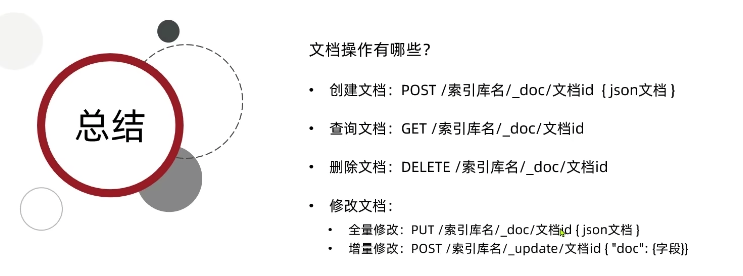 总结
文档操作有哪些？
• 创建文档：POST /索引库名/_doc/文档id { json文档 }
• 查询文档：GET /索引库名/_doc/文档id
• 删除文档：DELETE /索引库名/_doc/文档id
• 修改文档：
• 全量修改：PUT /索引库名/_doc/文档id { json文档 }
• 增量修改：POST /索引库名/_update/文档id { "doc": {字段}}